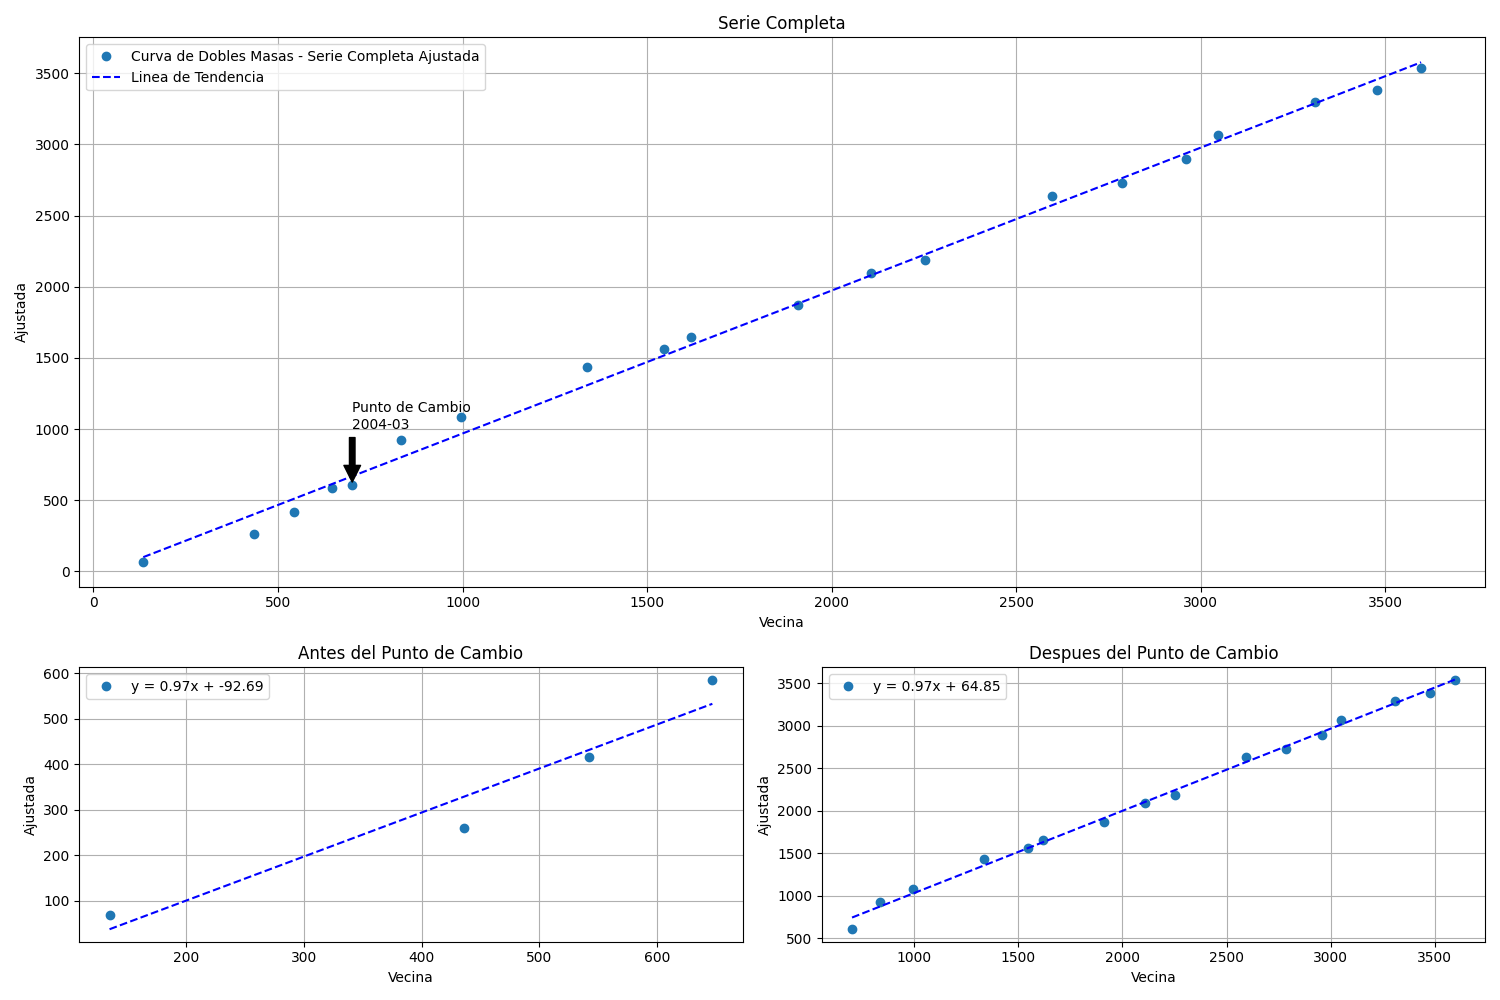 Serie Completa
Curva de Dobles Masas - Serie Completa Ajustada
Linea de Tendencia
3500
3000
2500
2000
1500
1000
500
0
Ajustada
Punto de Cambio
2004-03
0 500 1000 1500 2000 2500 3000 3500
Vecina
Antes del Punto de Cambio
y = 0.97x + -92.69
600
500
400
300
200
100
Ajustada
200 300 400 500 600
Vecina
Despues del Punto de Cambio
y = 0.97x + 64.85
3500
3000
2500
2000
1500
1000
500
Ajustada
1000 1500 2000 2500 3000 3500
Vecina